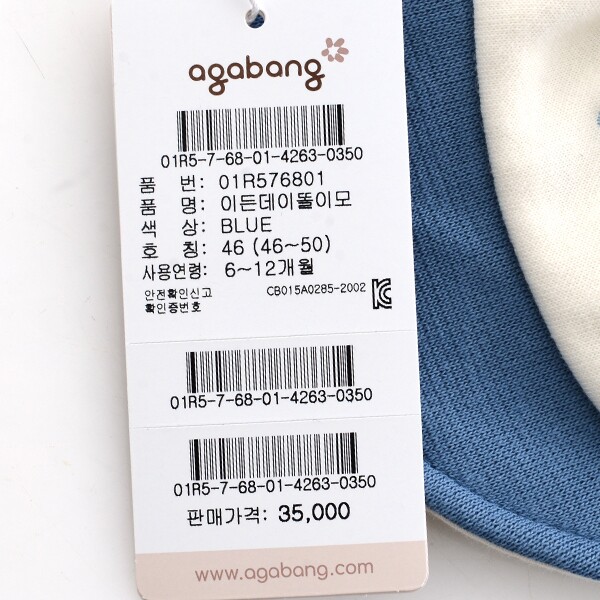 agabang
01R5-7-68-01-4263-0350
품 번: 01R576801
품 명: 이든데이똘이모
색 상: BLUE
호 칭: 46 (46~50)
사용연령: 6~12개월
안전확인신고 CB015A0285-2002
확인증번호
01R5-7-68-01-4263-0350
01R5-7-68-01-4263-0350
판매가격: 35,000
www.agabang.com